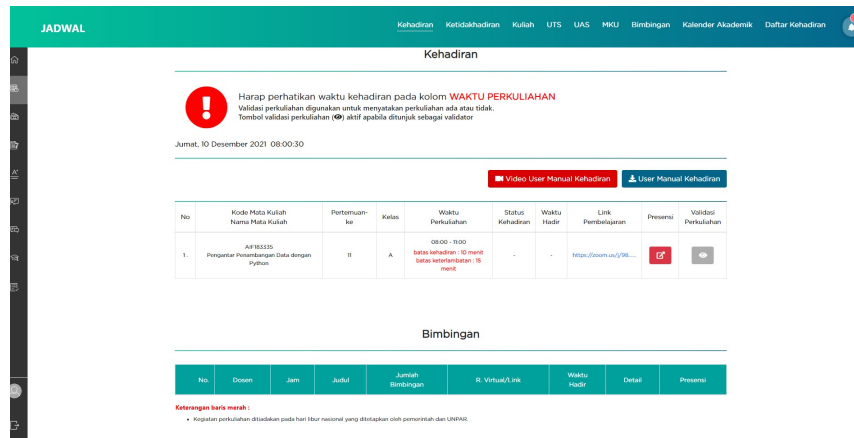 JADWAL
Kehadiran Ketidakhadiran Kuliah UTS UAS MKU Bimbingan Kalender Akademik Daftar Kehadiran
Kehadiran
Harap perhatikan waktu kehadiran pada kolom WAKTU PERKULIAHAN
Validasi perkuliahan digunakan untuk menyatakan perkuliahan ada atau tidak.
Tombol validasi perkuliahan () aktif apabila ditunjuk sebagai validator
Jumat, 10 Desember 2021 08:00:30
Video User Manual Kehadiran User Manual Kehadiran
No
Kode Mata Kuliah
Nama Mata Kuliah
Pertemuan-
ke
Kelas
Waktu
Perkuliahan
Status
Kehadiran
Waktu
Hadir
Link
Pembelajaran
Presensi
Validasi
Perkuliahan
1.
AIF183335
Pengantar Penambangan Data dengan
Python
11
A
08:00 - 11:00
batas kehadiran : 10 menit
batas keterlambatan : 15
menit
-
-
https://zoom.us/j/98.....
Bimbingan
No.
Dosen
Jam
Judul
Jumlah
Bimbingan
R. Virtual/Link
Waktu
Hadir
Detail
Presensi
Keterangan baris merah :
• Kegiatan perkuliahan ditiadakan pada hari libur nasional yang ditetapkan oleh pemerintah dan UNPAR.